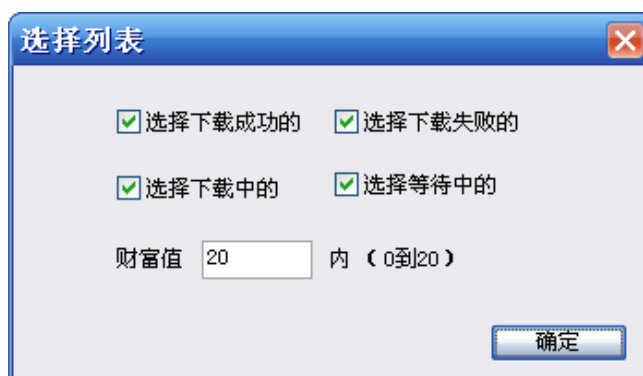 选择列表
选择下载成功的 选择下载失败的
选择下载中的 选择等待中的
财富值 20 内 (0到20)
确定